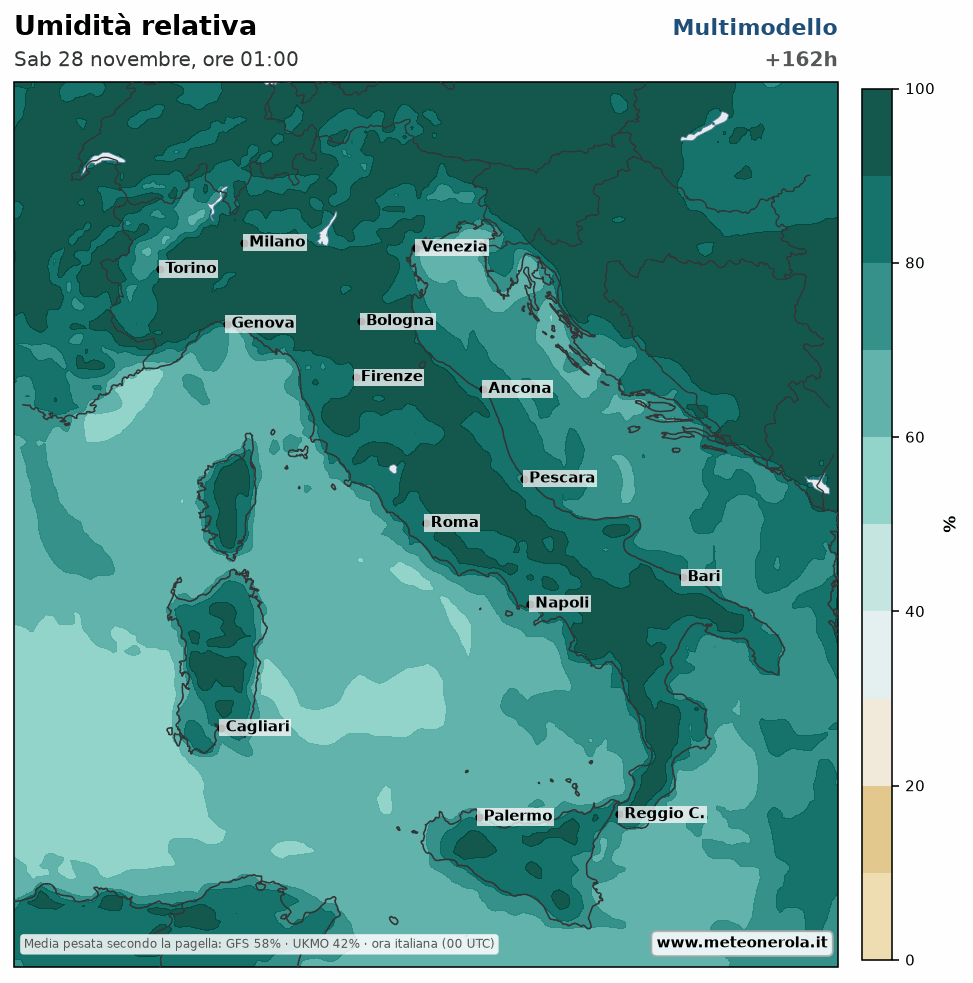 Umidità relativa
Multimodello
Sab 28 novembre, ore 01:00
+162h
100
80
60
40
20
0
%
Milano
Venezia
Torino
Genova
Bologna
Firenze
Ancona
Pescara
Roma
Bari
Napoli
Cagliari
Palermo
Reggio C.
Media pesata secondo la pagella: GFS 58% · UKMO 42% · ora italiana (00 UTC)
www.meteonerola.it